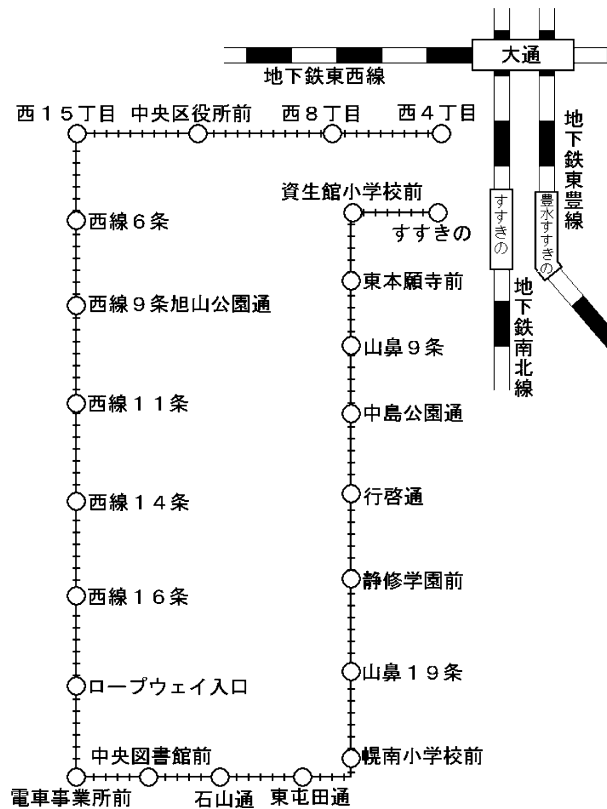 大通
地下鉄東西線
西１５丁目
中央区役所前
西８丁目
西４丁目
地下鉄東豊線
資生館小学校前
すすきの
すすきの
豊水すすきの
西線６条
東本願寺前
地下鉄南北線
西線９条旭山公園通
山鼻９条
西線１１条
中島公園通
西線１４条
行啓通
西線１６条
静修学園前
ロープウェイ入口
山鼻１９条
中央図書館前
幌南小学校前
電車事業所前
石山通
東屯田通